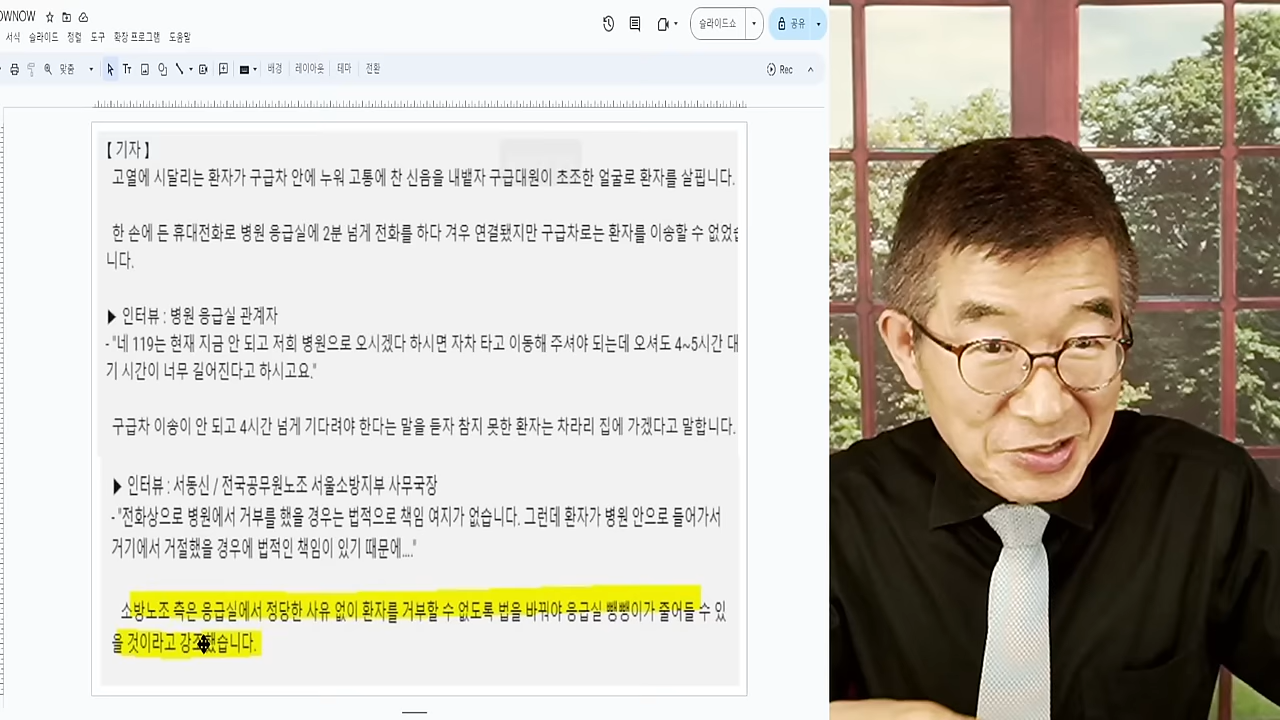 OWNOW
서식 슬라이드 정렬 도구 확장 프로그램 도움말
슬라이드쇼
공유
맞춤
배경 레이아웃 테마 전환
Rec
【 기자 】
고열에 시달리는 환자가 구급차 안에 누워 고통에 찬 신음을 내뱉자 구급대원이 초조한 얼굴로 환자를 살핍니다.
한 손에 든 휴대전화로 병원 응급실에 2분 넘게 전화를 하다 겨우 연결됐지만 구급차로는 환자를 이송할 수 없었습
니다.
▶ 인터뷰 : 병원 응급실 관계자
- "네 119는 현재 지금 안 되고 저희 병원으로 오시겠다 하시면 자차 타고 이동해 주셔야 되는데 오셔도 4~5시간 대
기 시간이 너무 길어진다고 하시고요."
구급차 이송이 안 되고 4시간 넘게 기다려야 한다는 말을 듣자 참지 못한 환자는 차라리 집에 가겠다고 말합니다.
▶ 인터뷰 : 서동신 / 전국공무원노조 서울소방지부 사무국장
- "전화상으로 병원에서 거부를 했을 경우는 법적으로 책임 여지가 없습니다. 그런데 환자가 병원 안으로 들어가서
거기에서 거절했을 경우에 법적인 책임이 있기 때문에…."
소방노조 측은 응급실에서 정당한 사유 없이 환자를 거부할 수 없도록 법을 바꿔야 응급실 뺑뺑이가 줄어들 수 있
을 것이라고 강조했습니다.